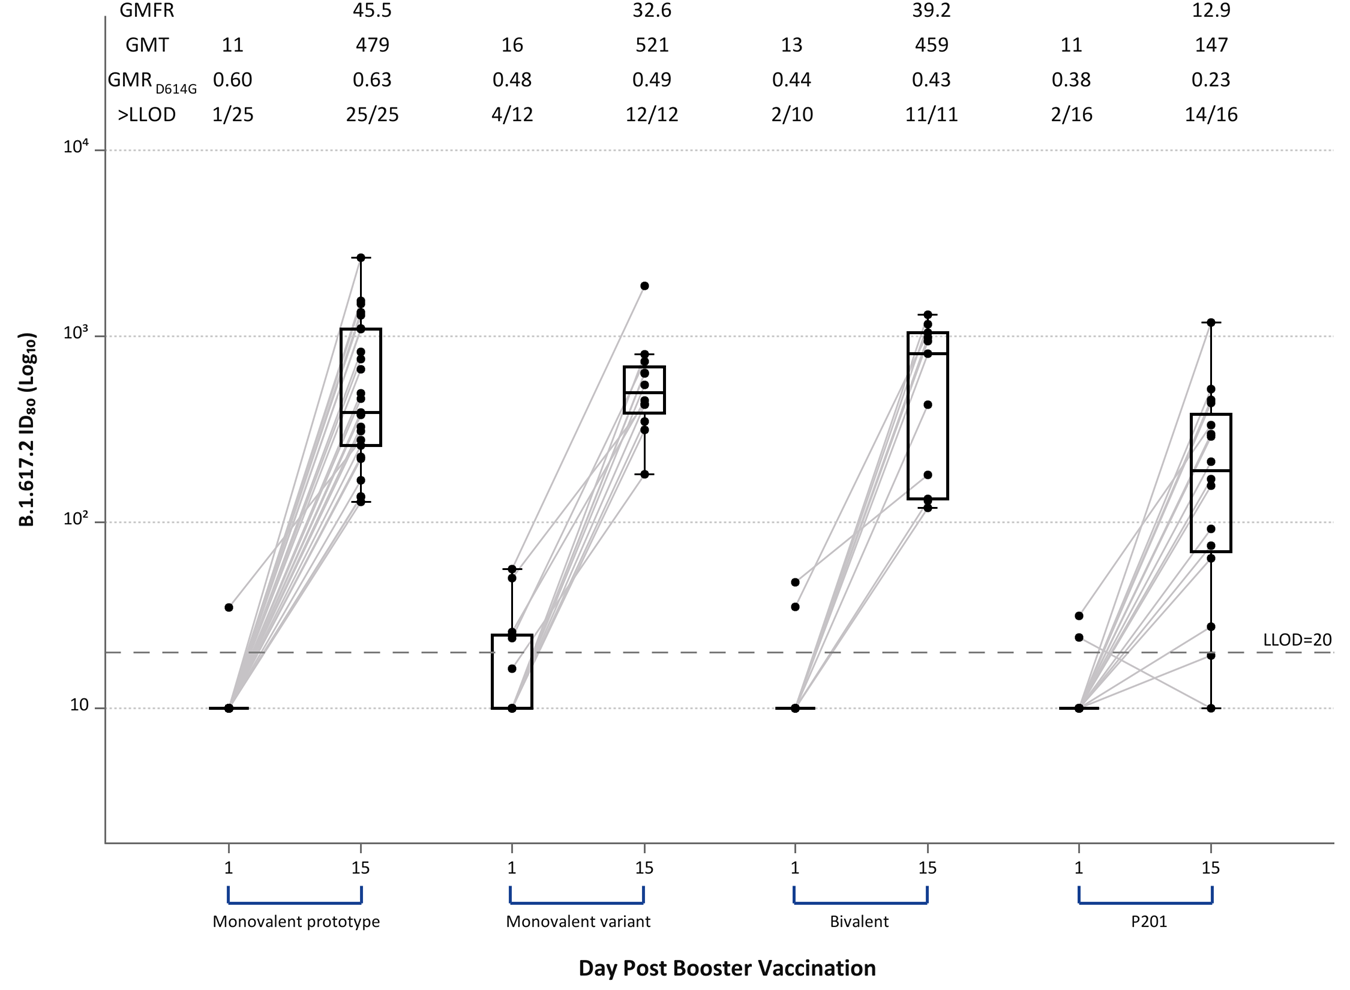 GMFR 45.5 32.6 39.2 12.9
GMT 11 479 16 521 13 459 11 147
GMR D614G 0.60 0.63 0.48 0.49 0.44 0.43 0.38 0.23
>LLOD 1/25 25/25 4/12 12/12 2/10 11/11 2/16 14/16
10⁴
10³
10²
10
B.1.617.2 ID₈₀ (Log₁₀)
LLOD=20
1 15 1 15 1 15 1 15
Monovalent prototype Monovalent variant Bivalent P201
Day Post Booster Vaccination